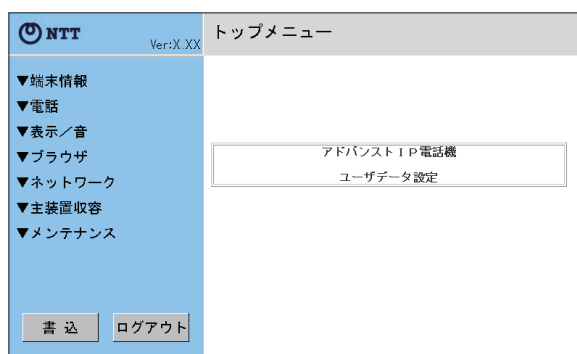 NTT
Ver:X.XX
トップメニュー
▼端末情報
▼電話
▼表示／音
▼ブラウザ
▼ネットワーク
▼主装置収容
▼メンテナンス
アドバンストＩＰ電話機
ユーザデータ設定
書 込
ログアウト